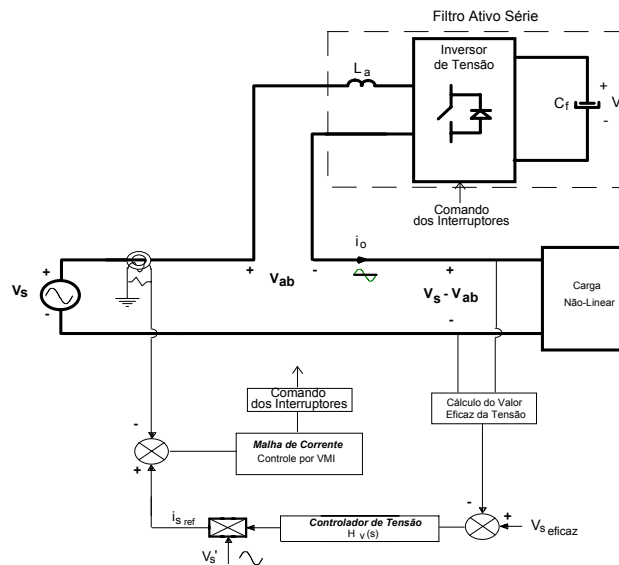 Filtro Ativo Série
Inversor
de Tensão
L a
C f
+
V
-
Comando
dos Interruptores
i o
+
V ab
-
+
V s
-
+
V s - V ab
-
Carga
Não-Linear
Comando
dos Interruptores
Cálculo do Valor
Eficaz da Tensão
-
+
Malha de Corrente
Controle por VMI
i s ref
Controlador de Tensão
H v (s)
-
+
V s eficaz
V s '